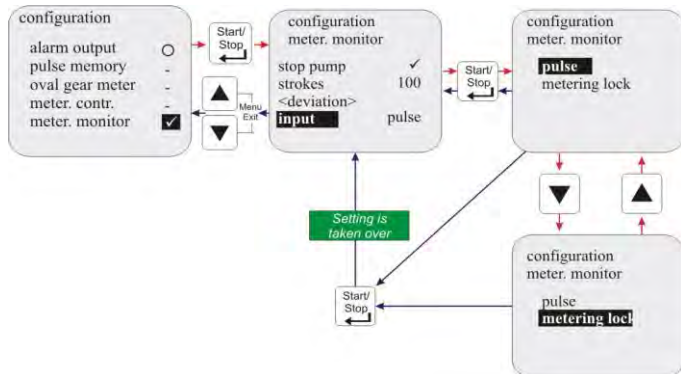 configuration
alarm output
pulse memory -
oval gear meter -
meter. contr. -
meter. monitor ✓
Start/
Stop
Menu
Exit
configuration
meter. monitor
stop pump ✓
strokes 100
<deviation>
input pulse
Start/
Stop
configuration
meter. monitor
pulse
metering lock
Setting is
taken over
Start/
Stop
configuration
meter. monitor
pulse
metering lock